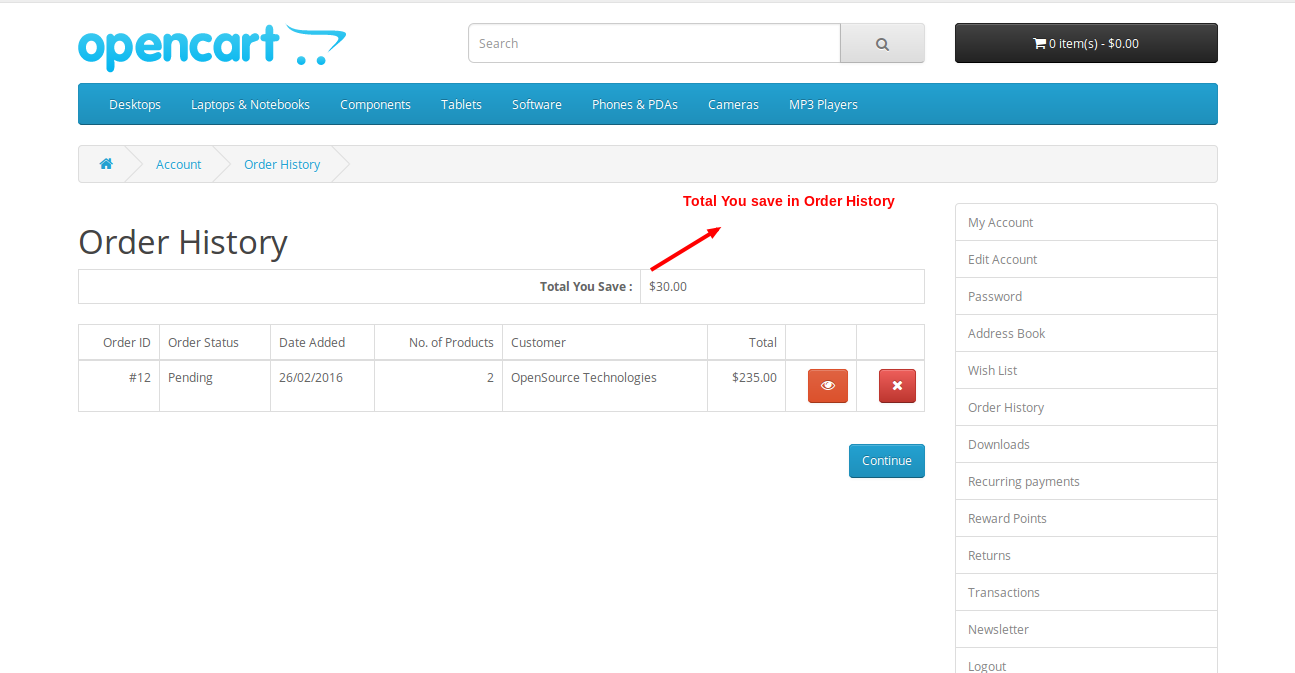 opencart
Search
0 item(s) - $0.00
Desktops Laptops & Notebooks Components Tablets Software Phones & PDAs Cameras MP3 Players
Account Order History
Total You save in Order History
Order History
Total You Save : $30.00
Order ID Order Status Date Added No. of Products Customer Total
#12 Pending 26/02/2016 2 OpenSource Technologies $235.00
Continue
My Account
Edit Account
Password
Address Book
Wish List
Order History
Downloads
Recurring payments
Reward Points
Returns
Transactions
Newsletter
Logout